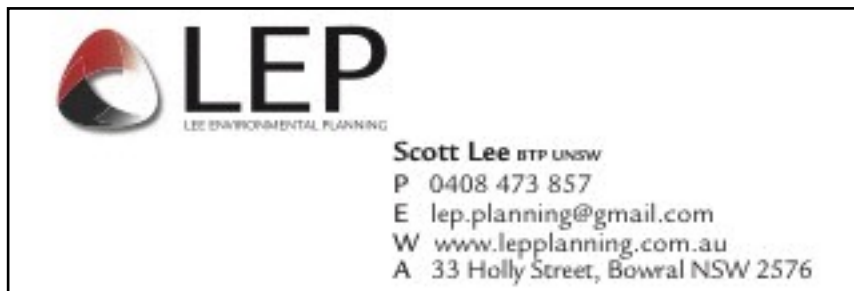 LEP
LEE ENVIRONMENTAL PLANNING
Scott Lee BTP UNSW
P 0408 473 857
E lep.planning@gmail.com
W www.lepplanning.com.au
A 33 Holly Street, Bowral NSW 2576